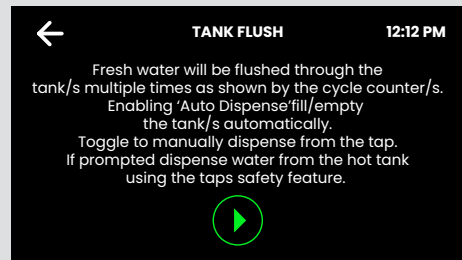 TANK FLUSH 12:12 PM
Fresh water will be flushed through the
tank/s multiple times as shown by the cycle counter/s.
Enabling ‘Auto Dispense’fill/empty
the tank/s automatically.
Toggle to manually dispense from the tap.
If prompted dispense water from the hot tank
using the taps safety feature.